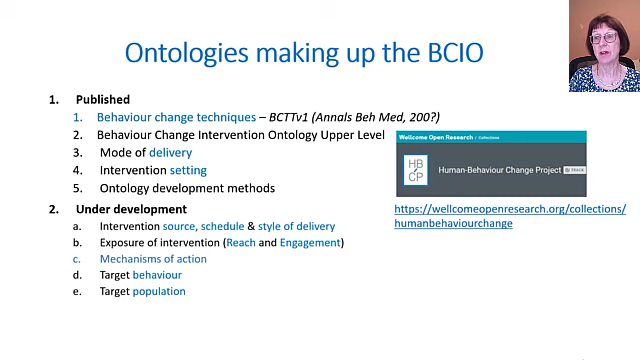 Ontologies making up the BCIO
1. Published
1. Behaviour change techniques – BCTTv1 (Annals Beh Med, 200?)
2. Behaviour Change Intervention Ontology Upper Level
3. Mode of delivery
4. Intervention setting
5. Ontology development methods
2. Under development
a. Intervention source, schedule & style of delivery
b. Exposure of intervention (Reach and Engagement)
c. Mechanisms of action
d. Target behaviour
e. Target population
Wellcome Open Research / Collections
HB
CP
Human-Behaviour Change Project
TRACK
https://wellcomeopenresearch.org/collections/
humanbehaviourchange